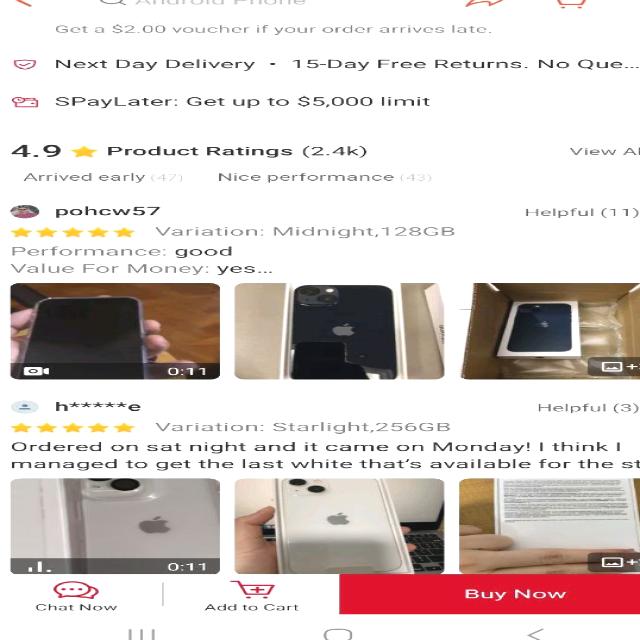 Android Phone
Get a $2.00 voucher if your order arrives late.
Next Day Delivery • 15-Day Free Returns. No Que...
SPayLater: Get up to $5,000 limit
4.9 Product Ratings (2.4k) View Al
Arrived early (47) Nice performance (43)
pohcw57 Helpful (11)
Variation: Midnight,128GB
Performance: good
Value For Money: yes...
0:11
+
h*****e Helpful (3)
Variation: Starlight,256GB
Ordered on sat night and it came on Monday! I think I
managed to get the last white that's available for the st
0:11
+
Chat Now Add to Cart Buy Now